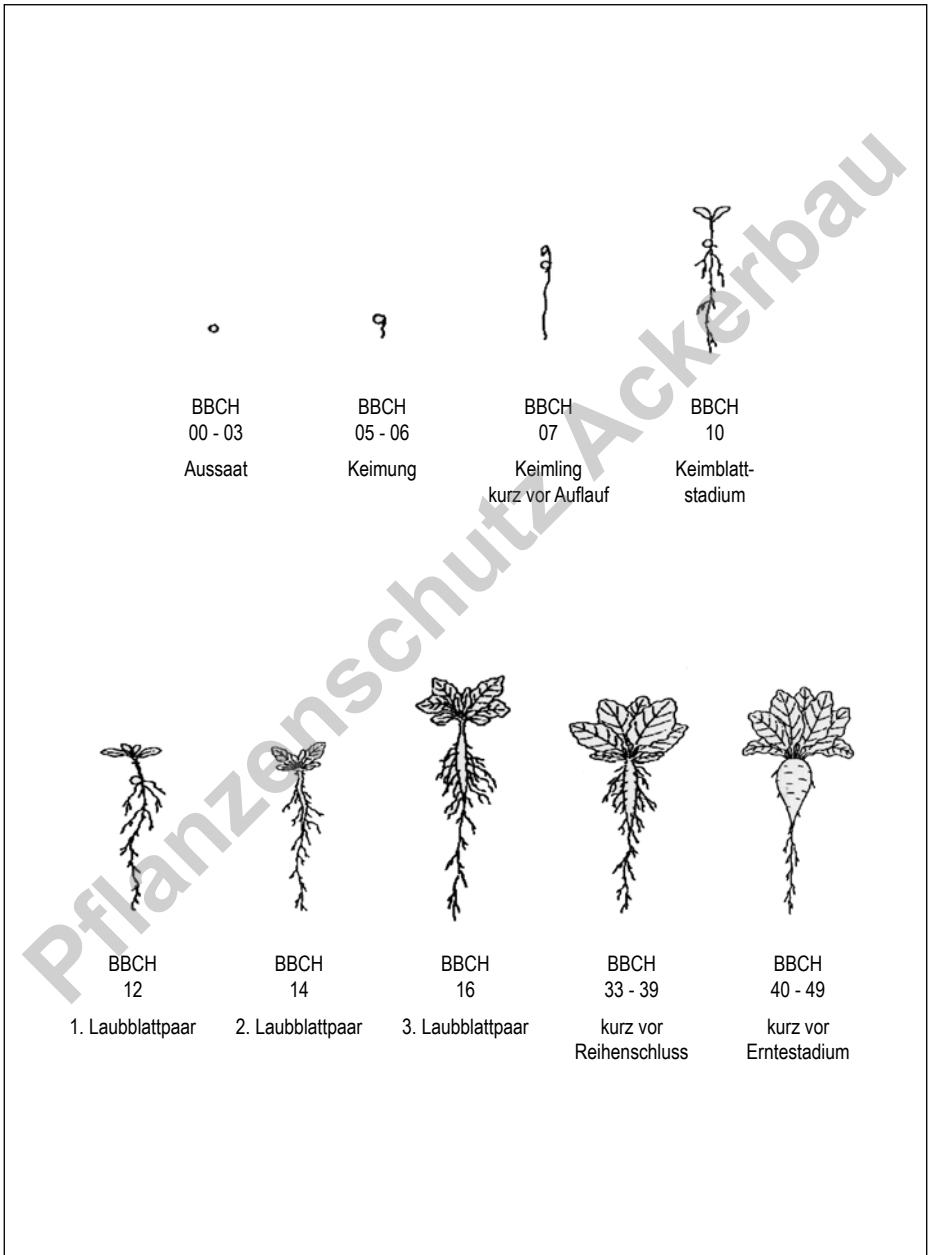 BBCH
00 - 03
Aussaat
BBCH
05 - 06
Keimung
BBCH
07
Keimling
kurz vor Auflauf
BBCH
10
Keimblatt-
stadium
BBCH
12
1. Laubblattpaar
BBCH
14
2. Laubblattpaar
BBCH
16
3. Laubblattpaar
BBCH
33 - 39
kurz vor
Reihenschluss
BBCH
40 - 49
kurz vor
Erntestadium
Pflanzenschutz Ackerbau